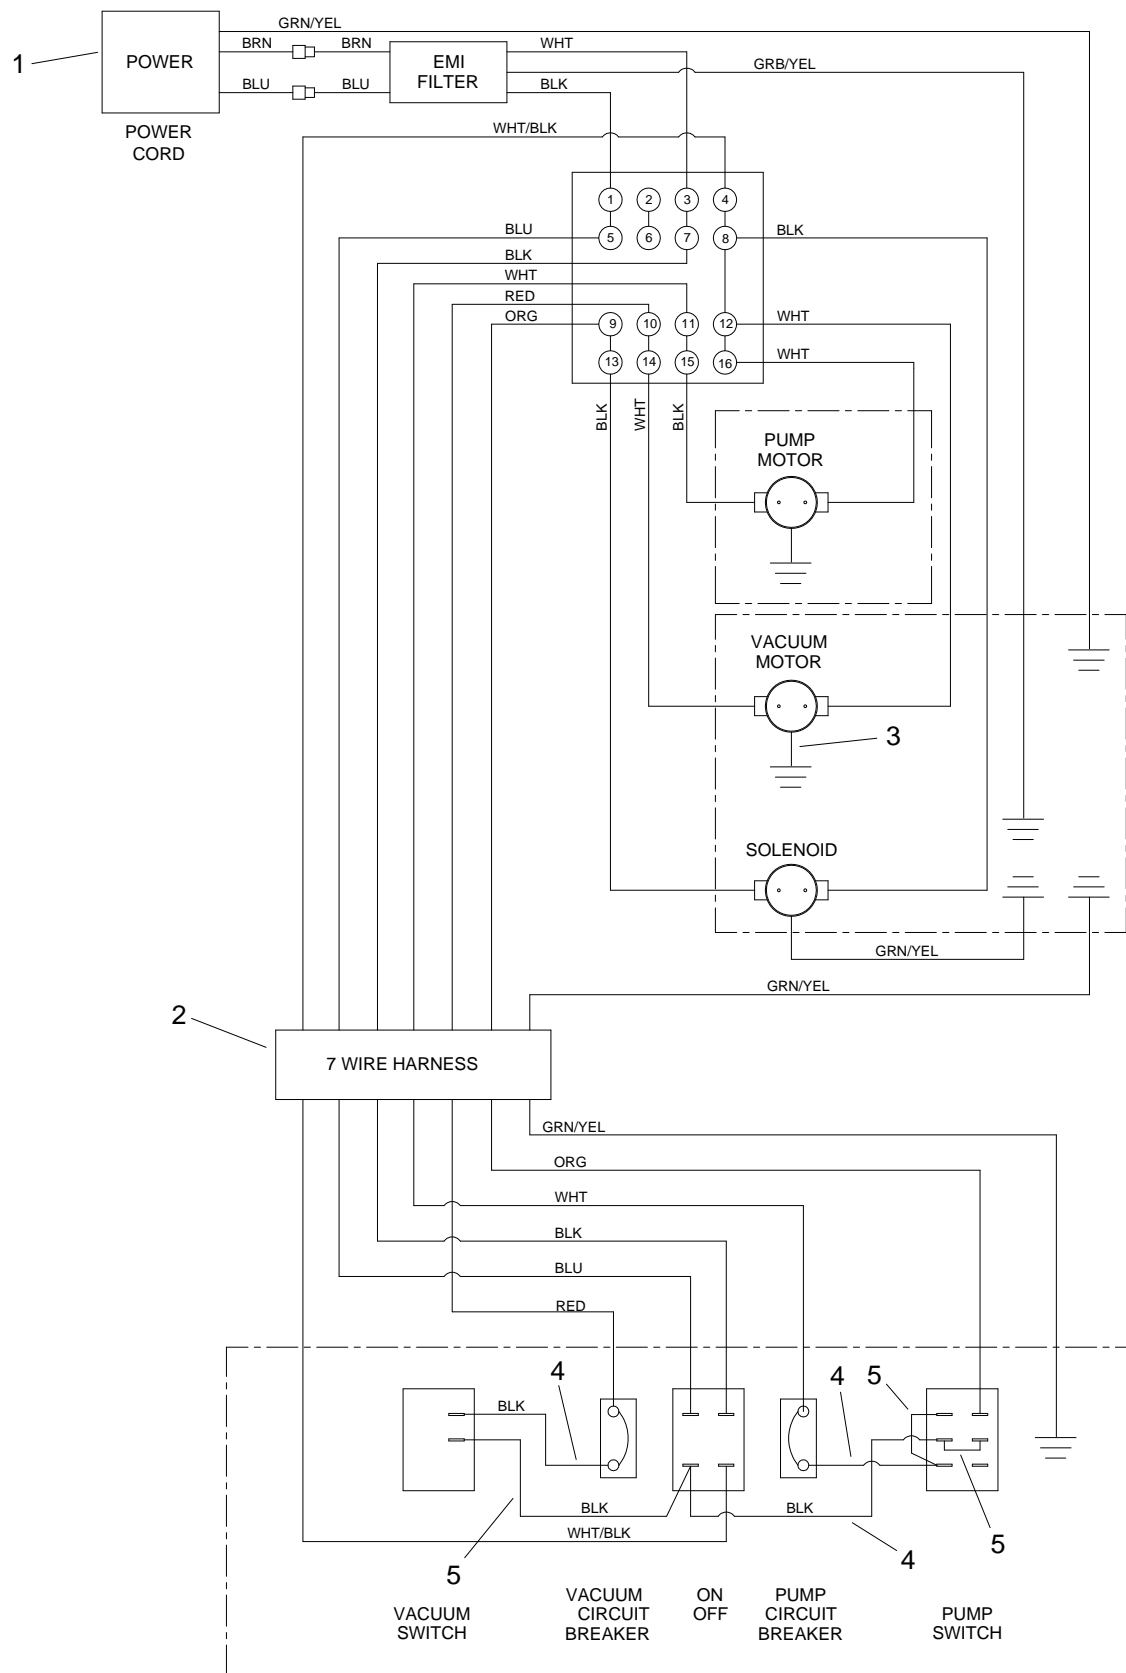 GRN/YEL
1
POWER
BRN
BRN
EMI
FILTER
WHT
GRB/YEL
BLU
BLU
BLK
POWER
CORD
WHT/BLK
1 2 3 4
BLU
5 6 7 8
BLK
BLK
WHT
RED
ORG
9 10 11 12
WHT
13 14 15 16
WHT
BLK
WHT
BLK
PUMP
MOTOR
VACUUM
MOTOR
3
SOLENOID
GRN/YEL
GRN/YEL
2
7 WIRE HARNESS
GRN/YEL
ORG
WHT
BLK
BLU
RED
4
4
5
BLK
4
5
BLK
BLK
WHT/BLK
5
4
5
VACUUM
SWITCH
VACUUM
CIRCUIT
BREAKER
ON
OFF
PUMP
CIRCUIT
BREAKER
PUMP
SWITCH